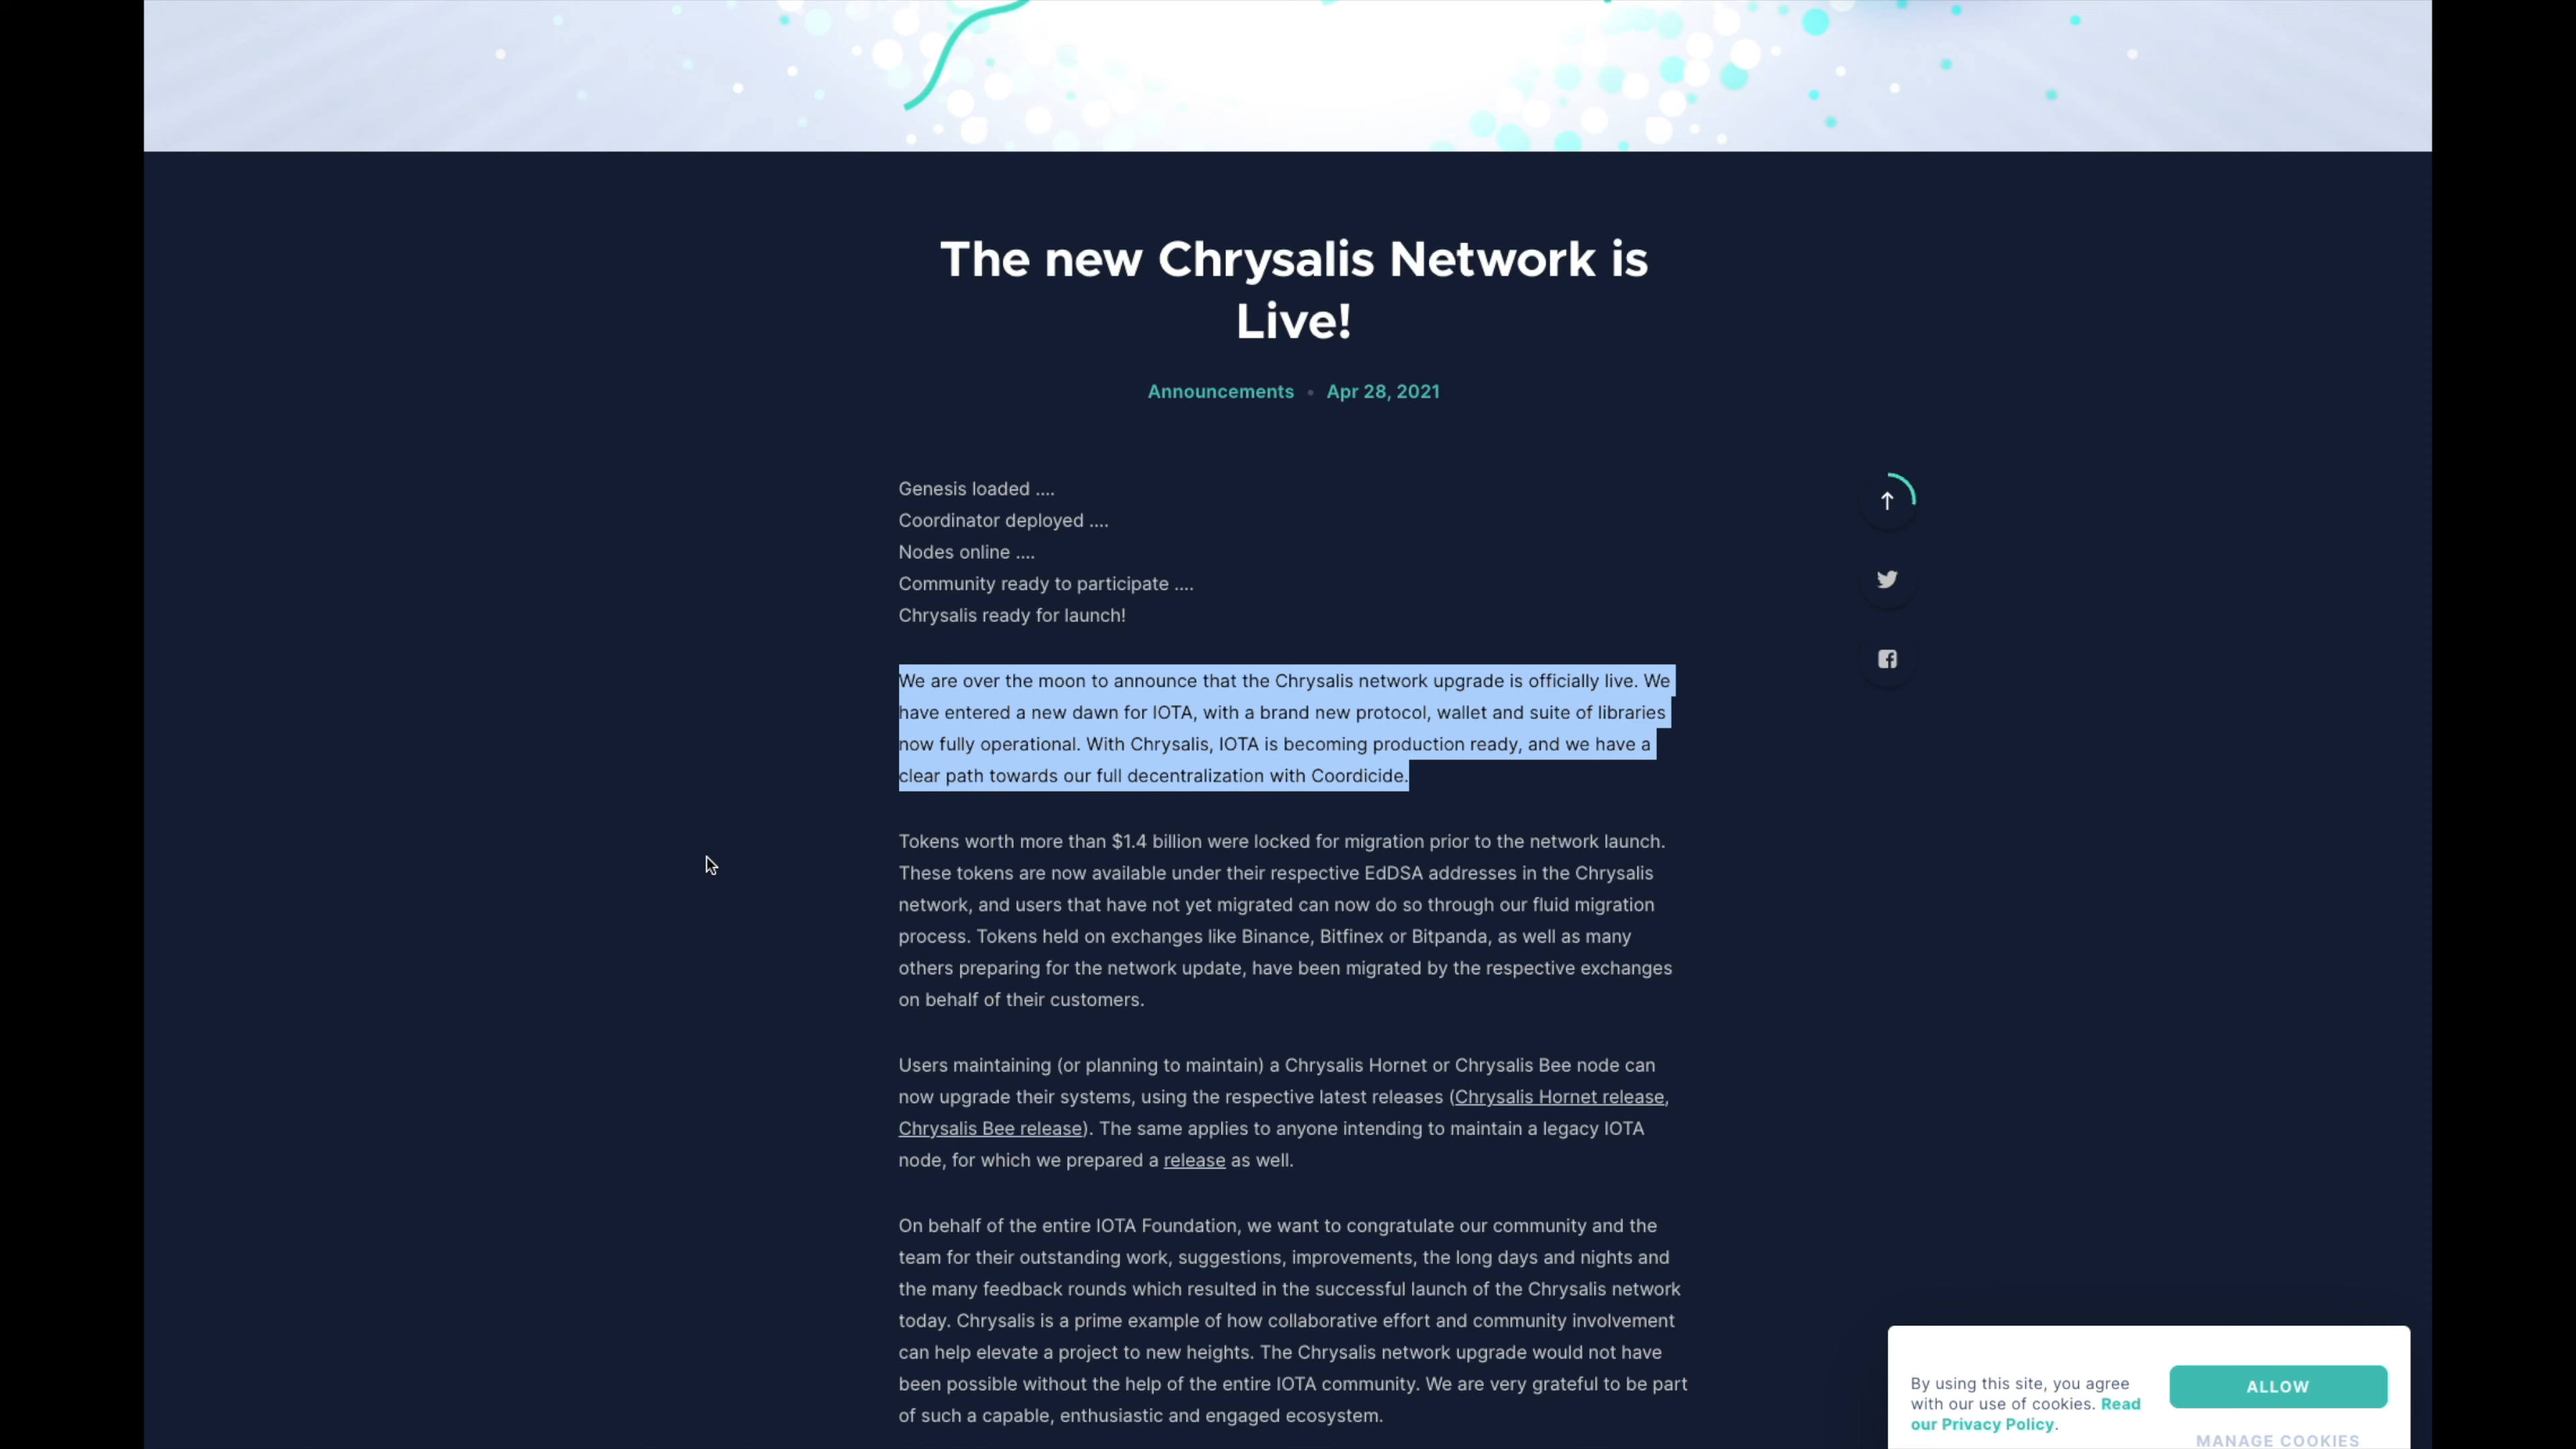 The new Chrysalis Network is
Live!
Announcements • Apr 28, 2021
Genesis loaded ....
Coordinator deployed ....
Nodes online ....
Community ready to participate ....
Chrysalis ready for launch!
We are over the moon to announce that the Chrysalis network upgrade is officially live. We
have entered a new dawn for IOTA, with a brand new protocol, wallet and suite of libraries
now fully operational. With Chrysalis, IOTA is becoming production ready, and we have a
clear path towards our full decentralization with Coordicide.
Tokens worth more than $1.4 billion were locked for migration prior to the network launch.
These tokens are now available under their respective EdDSA addresses in the Chrysalis
network, and users that have not yet migrated can now do so through our fluid migration
process. Tokens held on exchanges like Binance, Bitfinex or Bitpanda, as well as many
others preparing for the network update, have been migrated by the respective exchanges
on behalf of their customers.
Users maintaining (or planning to maintain) a Chrysalis Hornet or Chrysalis Bee node can
now upgrade their systems, using the respective latest releases (Chrysalis Hornet release,
Chrysalis Bee release). The same applies to anyone intending to maintain a legacy IOTA
node, for which we prepared a release as well.
On behalf of the entire IOTA Foundation, we want to congratulate our community and the
team for their outstanding work, suggestions, improvements, the long days and nights and
the many feedback rounds which resulted in the successful launch of the Chrysalis network
today. Chrysalis is a prime example of how collaborative effort and community involvement
can help elevate a project to new heights. The Chrysalis network upgrade would not have
been possible without the help of the entire IOTA community. We are very grateful to be part
of such a capable, enthusiastic and engaged ecosystem.
By using this site, you agree
with our use of cookies. Read
our Privacy Policy.
ALLOW
MANAGE COOKIES